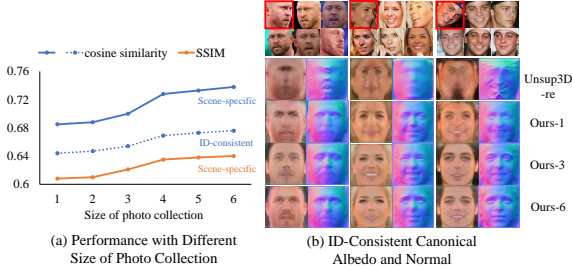 cosine similarity
SSIM
0.76
0.72
0.68
0.64
0.6
Scene-specific
ID-consistent
Scene-specific
1 2 3 4 5 6
Size of photo collection
(a) Performance with Different
Size of Photo Collection
Unsup3D
-re
Ours-1
Ours-3
Ours-6
(b) ID-Consistent Canonical
Albedo and Normal